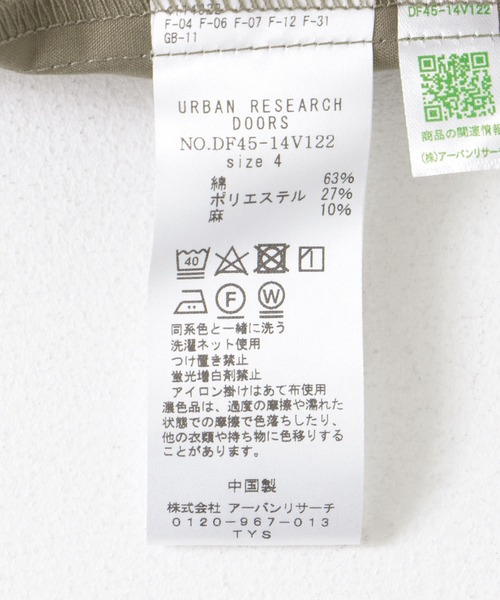 F-04 F-06 F-07 F-12 F-31
GB-11
URBAN RESEARCH
DOORS
NO.DF45-14V122
size 4
綿 63%
ポリエステル 27%
麻 10%
40
F W
同系色と一緒に洗う
洗濯ネット使用
つけ置き禁止
蛍光増白剤禁止
アイロン掛けはあて布使用
濃色品は、過度の摩擦や濡れた
状態での摩擦で色落ちしたり、
他の衣類や持ち物に色移りする
ことがあります。
中国製
株式会社 アーバンリサーチ
0120-967-013
TYS
DF45-14V122
商品の関連情報
(株)アーバンリサーチ